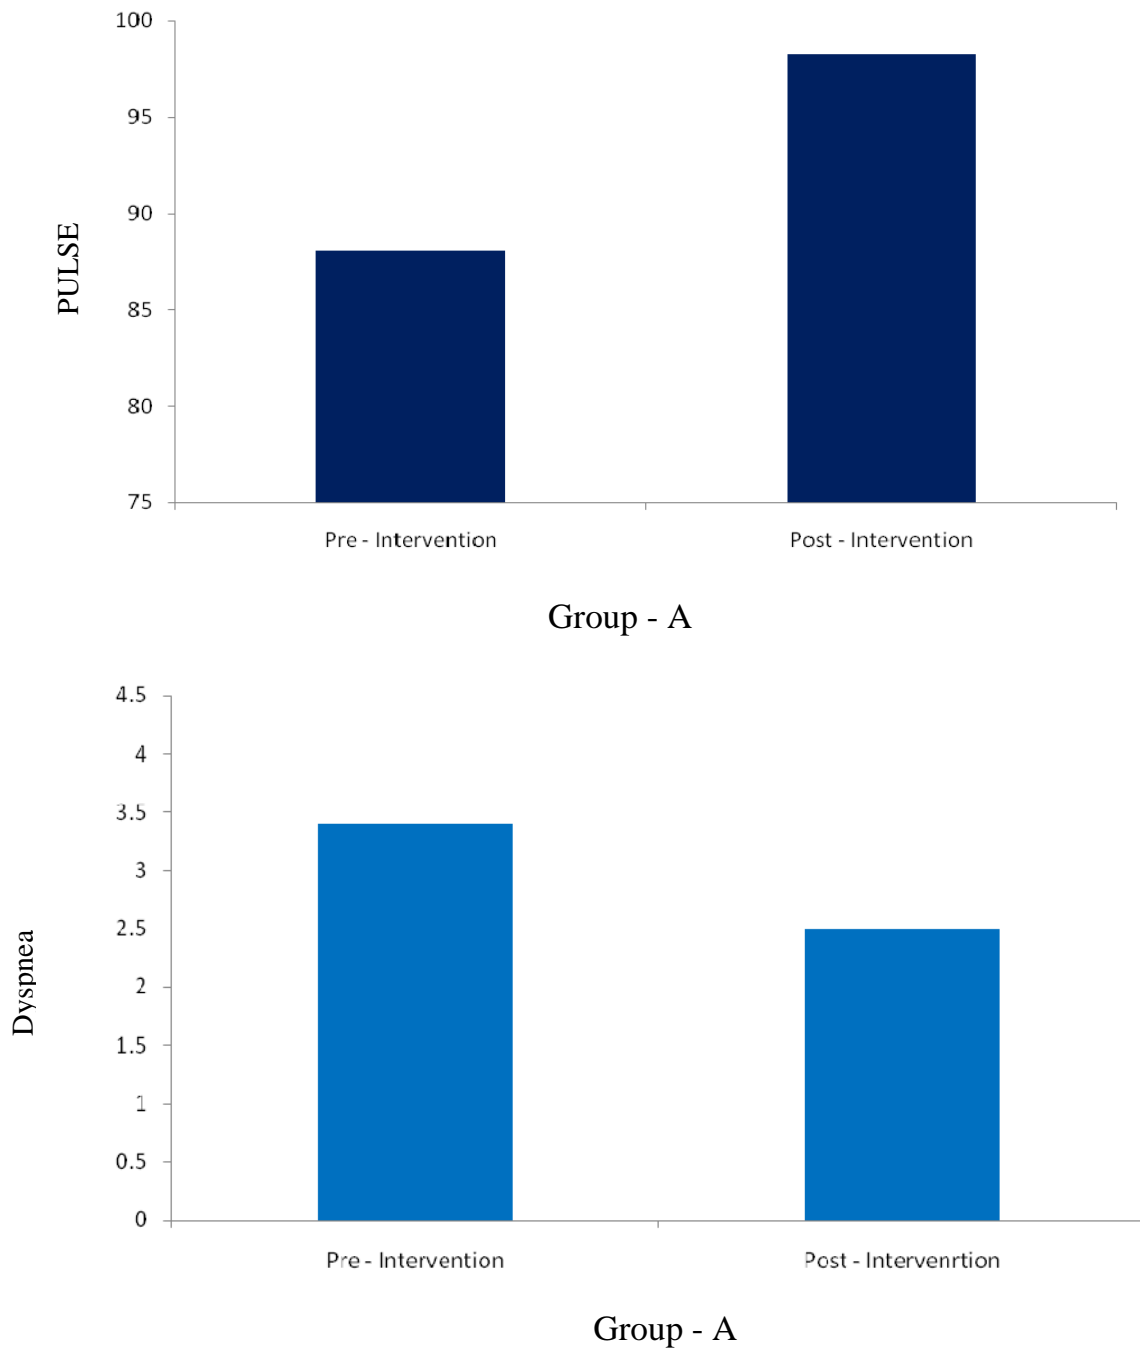 100
95
90
85
80
75
PULSE
Pre - Intervention Post - Intervention
Group - A
4.5
4
3.5
3
2.5
2
1.5
1
0.5
0
Dyspnea
Pre - Intervention Post - Intervenrtion
Group - A